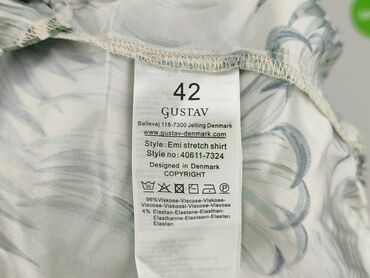 42
GUSTAV
Ballevej 118-7300 Jelling Denmark
www.gustav-denmark.com
Style: Emi stretch shirt
Style no: 40611-7324
Designed in Denmark
COPYRIGHT
96% Viskose-Viscose-Viskose-
Viscose-Viskoosi-Viscose-Viskose
4% Elastan-Elastane-Elasthan-
Elasthanne-Elastaani-Elastan
Elastan